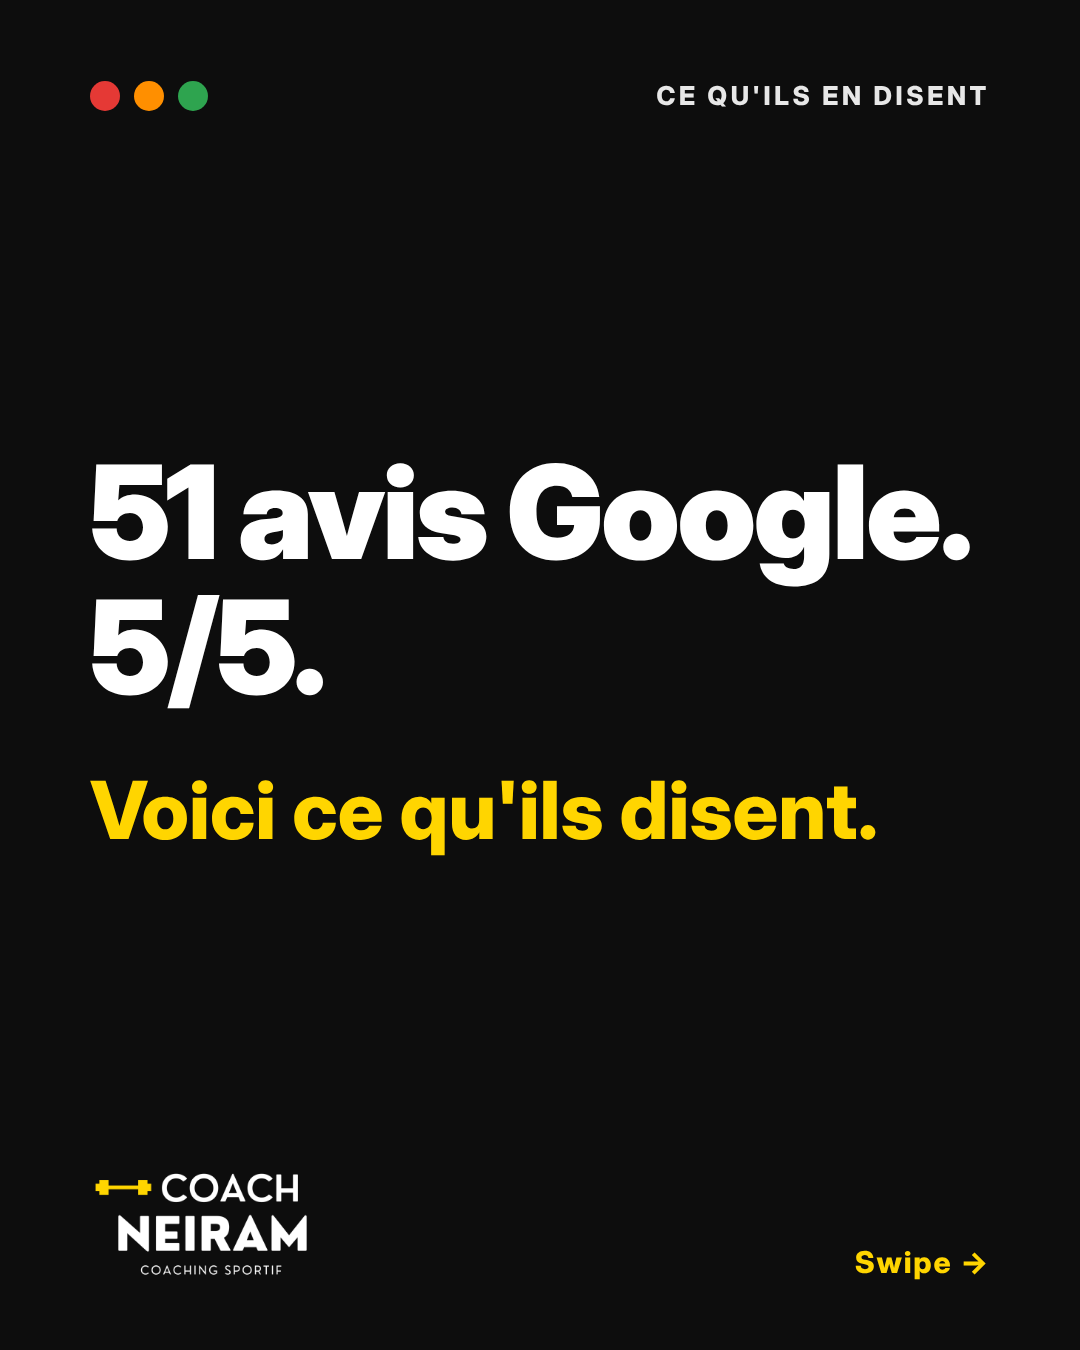 CE QU'ILS EN DISENT
51 avis Google.
5/5.
Voici ce qu'ils disent.
COACH
NEIRAM
COACHING SPORTIF
Swipe →